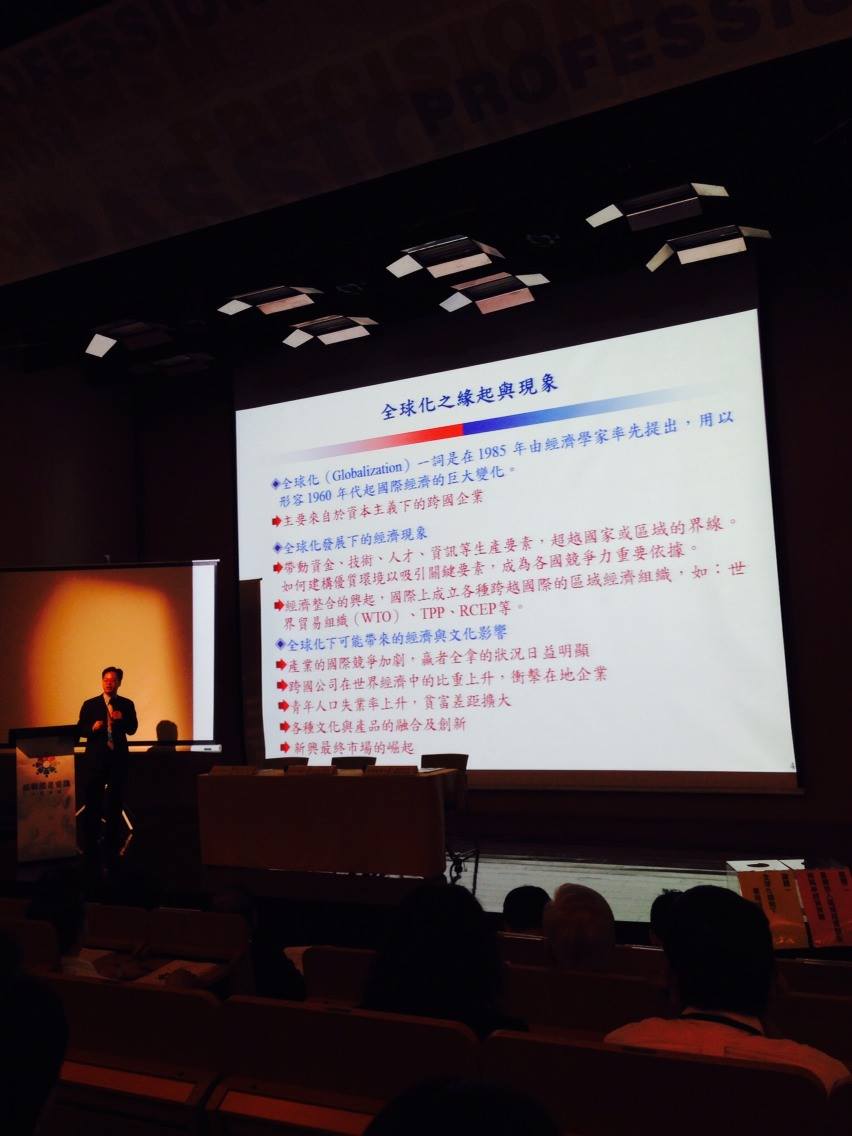 PROFESSION
PRECISION
PROFESSIO
PASSIO
全球化之緣起與現象
全球化（Globalization）一詞是在1985 年由經濟學家率先提出，用以
形容1960 年代起國際經濟的巨大變化。
主要來自於資本主義下的跨國企業
全球化發展下的經濟現象
帶動資金、技術、人才、資訊等生產要素，超越國家或區域的界線。
如何建構優質環境以吸引關鍵要素，成為各國競爭力重要依據。
經濟整合的興起，國際上成立各種跨越國際的區域經濟組織，如：世
界貿易組織（WTO）、TPP、RCEP等。
全球化下可能帶來的經濟與文化影響
產業的國際競爭加劇，贏者全拿的狀況日益明顯
跨國公司在世界經濟中的比重上升，衝擊在地企業
青年人口失業率上升，貧富差距擴大
各種文化與產品的融合及創新
新興最終市場的崛起
4